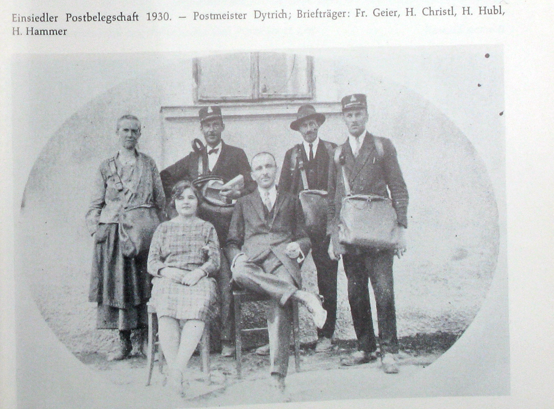 Einsiedler Postbelegschaft 1930. — Postmeister Dytrich; Briefträger: Fr. Geier, H. Christl, H. Hubl,
H. Hammer